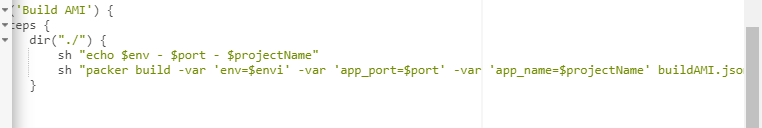 ('Build AMI') {
teps {
dir("./") {
sh "echo $env - $port - $projectName"
sh "packer build -var 'env=$envi' -var 'app_port=$port' -var 'app_name=$projectName' buildAMI.jso
}